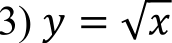 3) y = √x